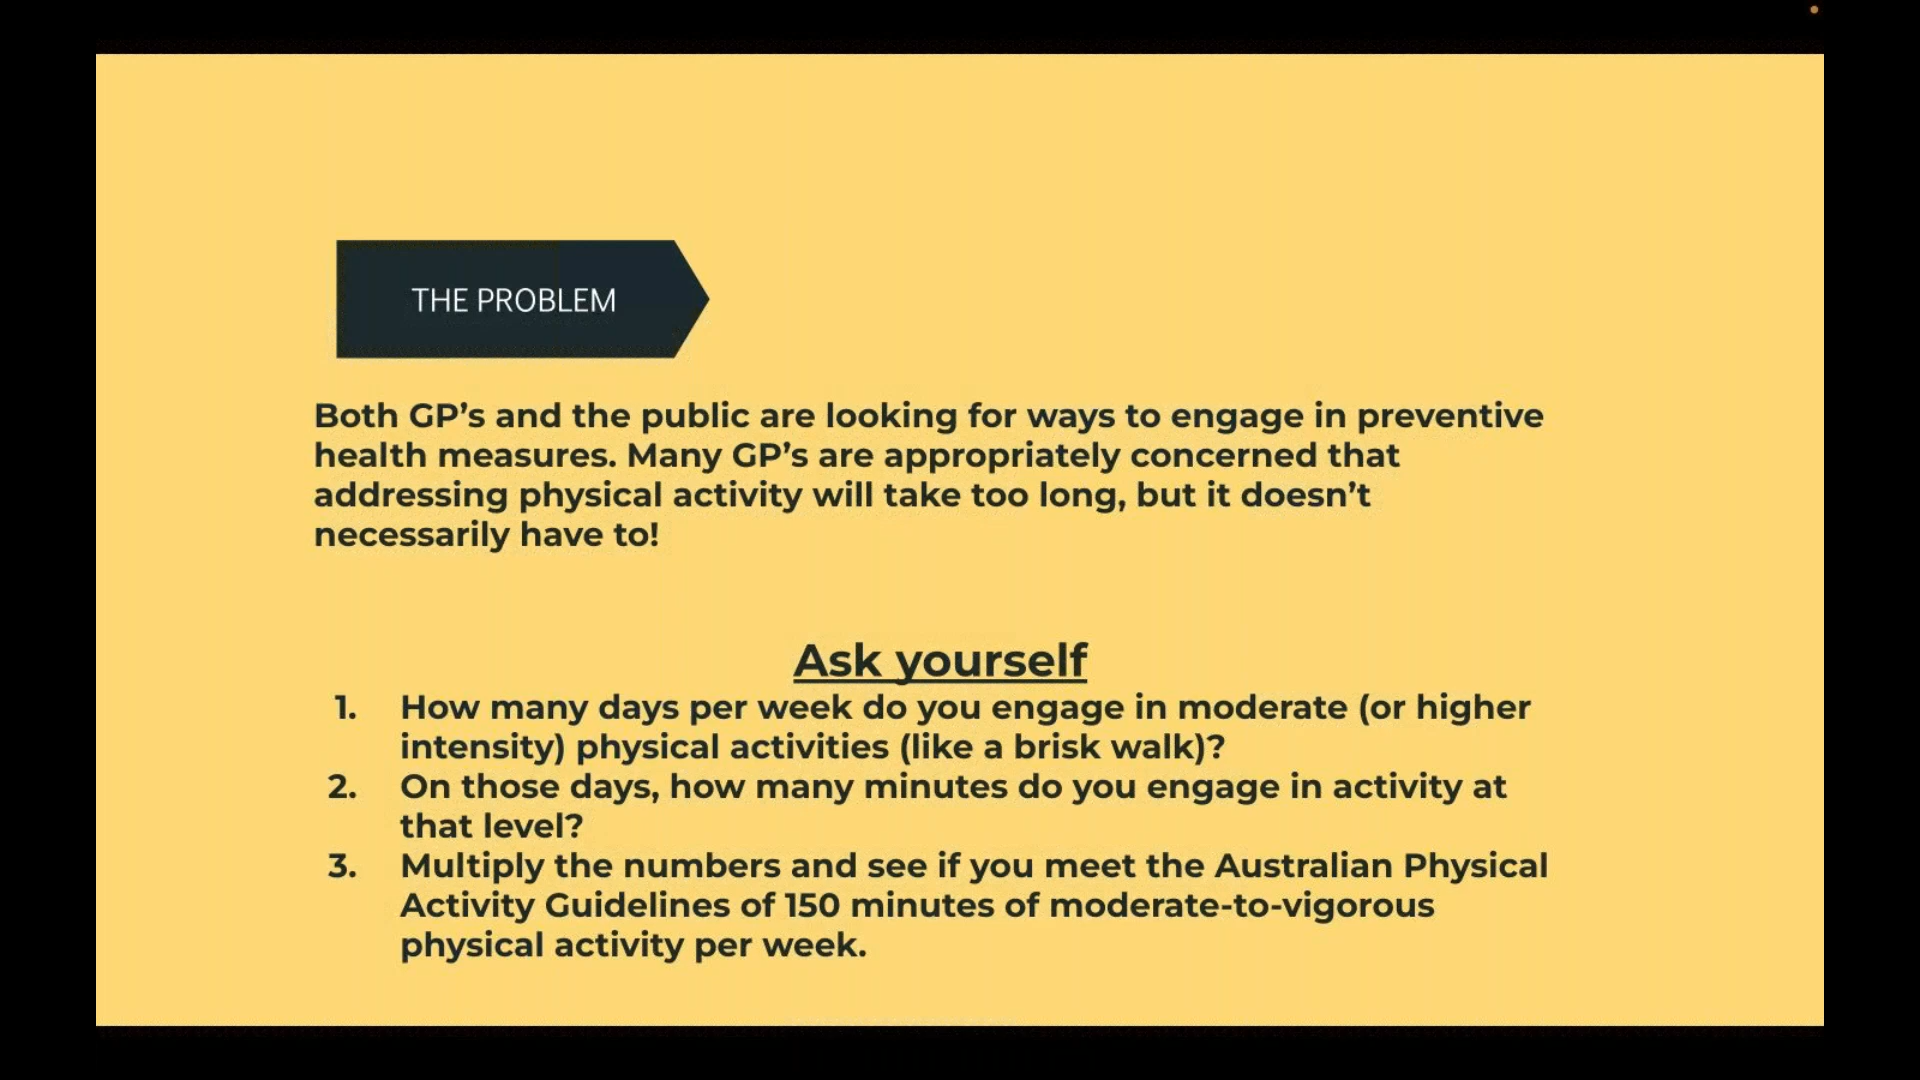 THE PROBLEM
Both GP’s and the public are looking for ways to engage in preventive
health measures. Many GP’s are appropriately concerned that
addressing physical activity will take too long, but it doesn’t
necessarily have to!
Ask yourself
1. How many days per week do you engage in moderate (or higher
intensity) physical activities (like a brisk walk)?
2. On those days, how many minutes do you engage in activity at
that level?
3. Multiply the numbers and see if you meet the Australian Physical
Activity Guidelines of 150 minutes of moderate-to-vigorous
physical activity per week.